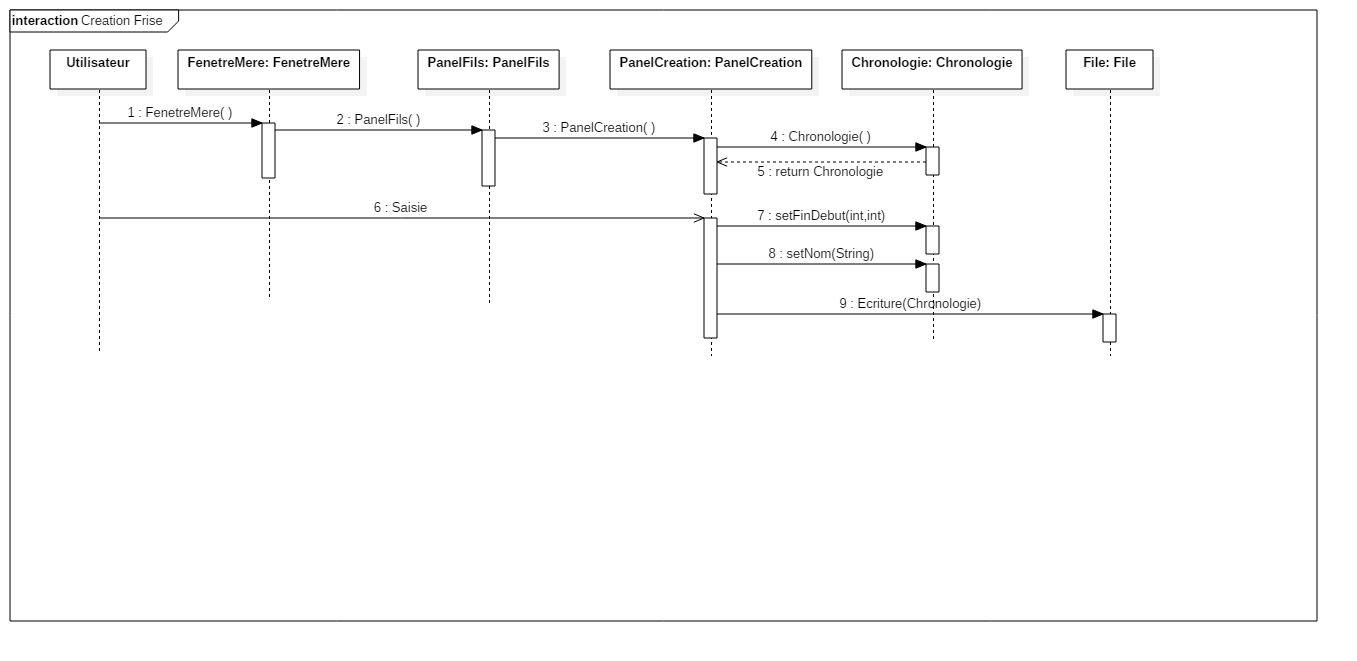 interaction Creation Frise
Utilisateur
FenetreMere: FenetreMere
PanelFils: PanelFils
PanelCreation: PanelCreation
Chronologie: Chronologie
File: File
1 : FenetreMere( )
2 : PanelFils( )
3 : PanelCreation( )
4 : Chronologie( )
5 : return Chronologie
6 : Saisie
7 : setFinDebut(int,int)
8 : setNom(String)
9 : Ecriture(Chronologie)